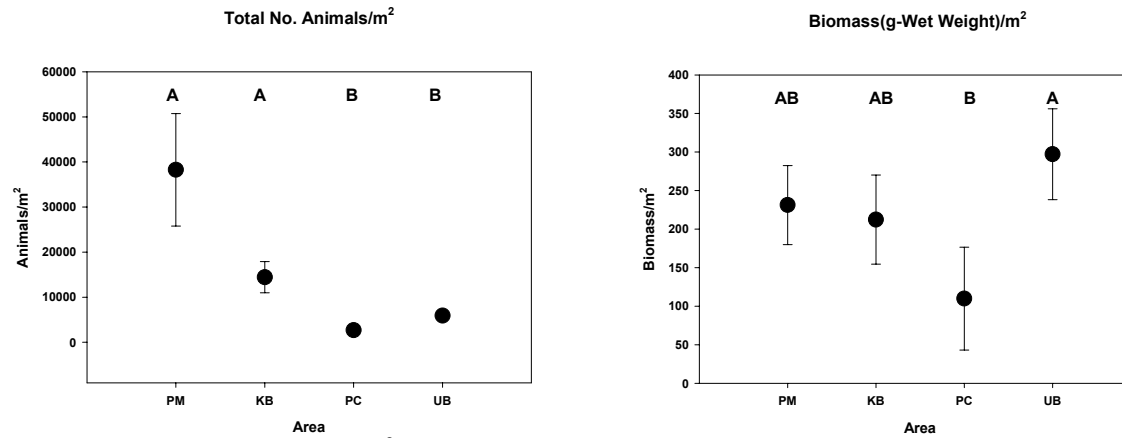 Total No. Animals/m²
60000
50000
40000
30000
20000
10000
0
Animals/m²
A A B B
PM KB PC UB
Area
Biomass(g-Wet Weight)/m²
400
350
300
250
200
150
100
50
0
Biomass/m²
AB AB B A
PM KB PC UB
Area